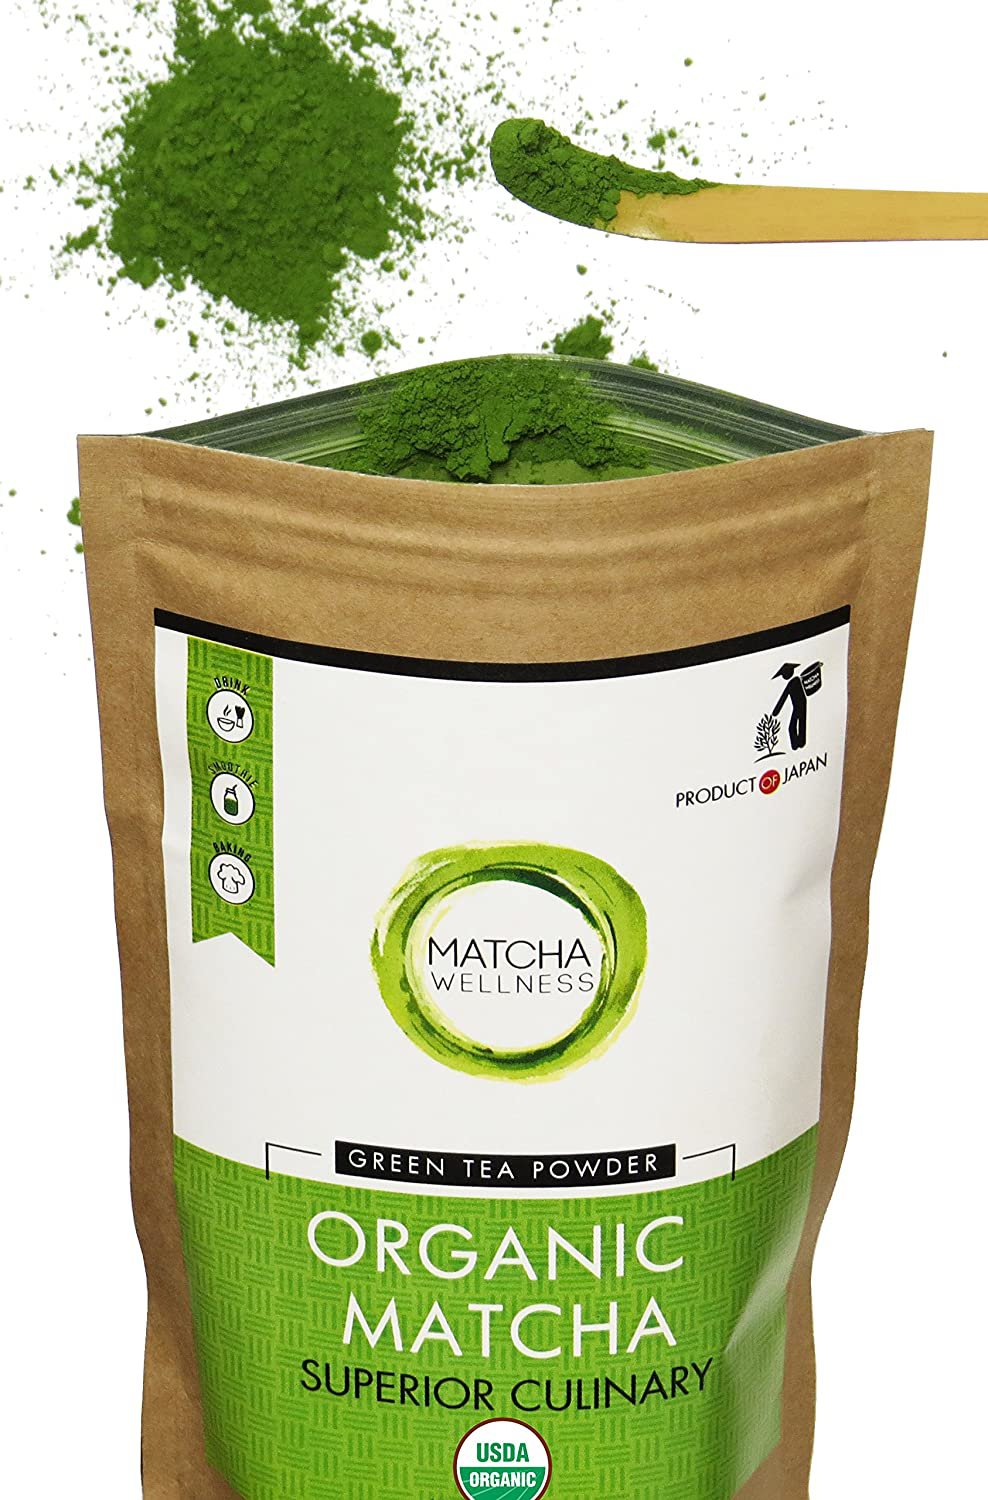 DRINK
SMOOTHIE
BAKING
PRODUCT OF JAPAN
MATCHA
WELLNESS
GREEN TEA POWDER
ORGANIC
MATCHA
SUPERIOR CULINARY
USDA
ORGANIC